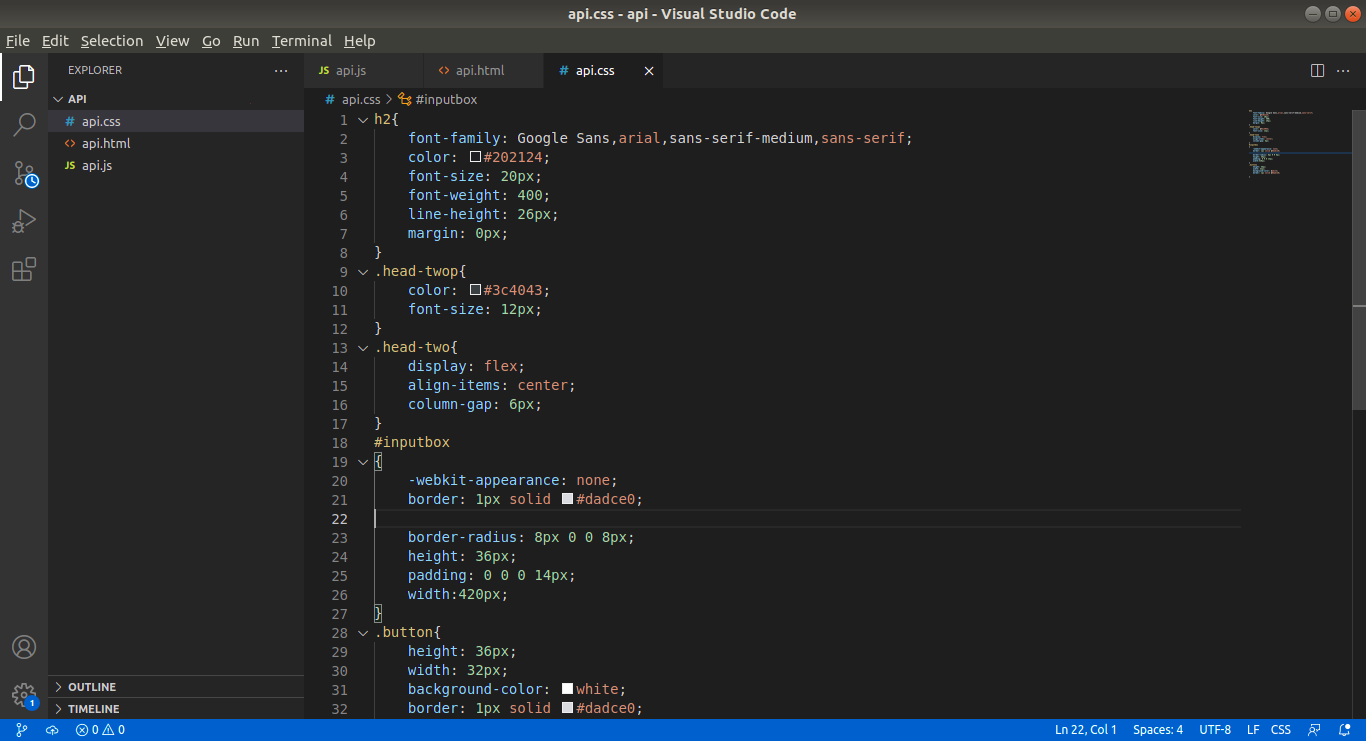 api.css - api - Visual Studio Code
File Edit Selection View Go Run Terminal Help
EXPLORER
API
# api.css
<> api.html
JS api.js
OUTLINE
TIMELINE
JS api.js
<> api.html
# api.css
# api.css > #inputbox
1 h2{
2 font-family: Google Sans,arial,sans-serif-medium,sans-serif;
3 color: #202124;
4 font-size: 20px;
5 font-weight: 400;
6 line-height: 26px;
7 margin: 0px;
8 }
9 .head-twop{
10 color: #3c4043;
11 font-size: 12px;
12 }
13 .head-two{
14 display: flex;
15 align-items: center;
16 column-gap: 6px;
17 }
18 #inputbox
19 {
20 -webkit-appearance: none;
21 border: 1px solid #dadce0;
22
23 border-radius: 8px 0 0 8px;
24 height: 36px;
25 padding: 0 0 0 14px;
26 width:420px;
27 }
28 .button{
29 height: 36px;
30 width: 32px;
31 background-color: white;
32 border: 1px solid #dadce0;
1
0 0 Ln 22, Col 1 Spaces: 4 UTF-8 LF CSS